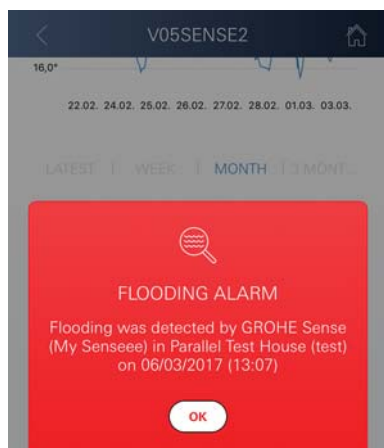 V05SENSE2
16,0°
22.02. 24.02. 25.02. 26.02. 27.02. 28.02. 01.03. 03.03.
LATEST | WEEK | MONTH | 3 MONT...
FLOODING ALARM
Flooding was detected by GROHE Sense
(My Senseee) in Parallel Test House (test)
on 06/03/2017 (13:07)
OK